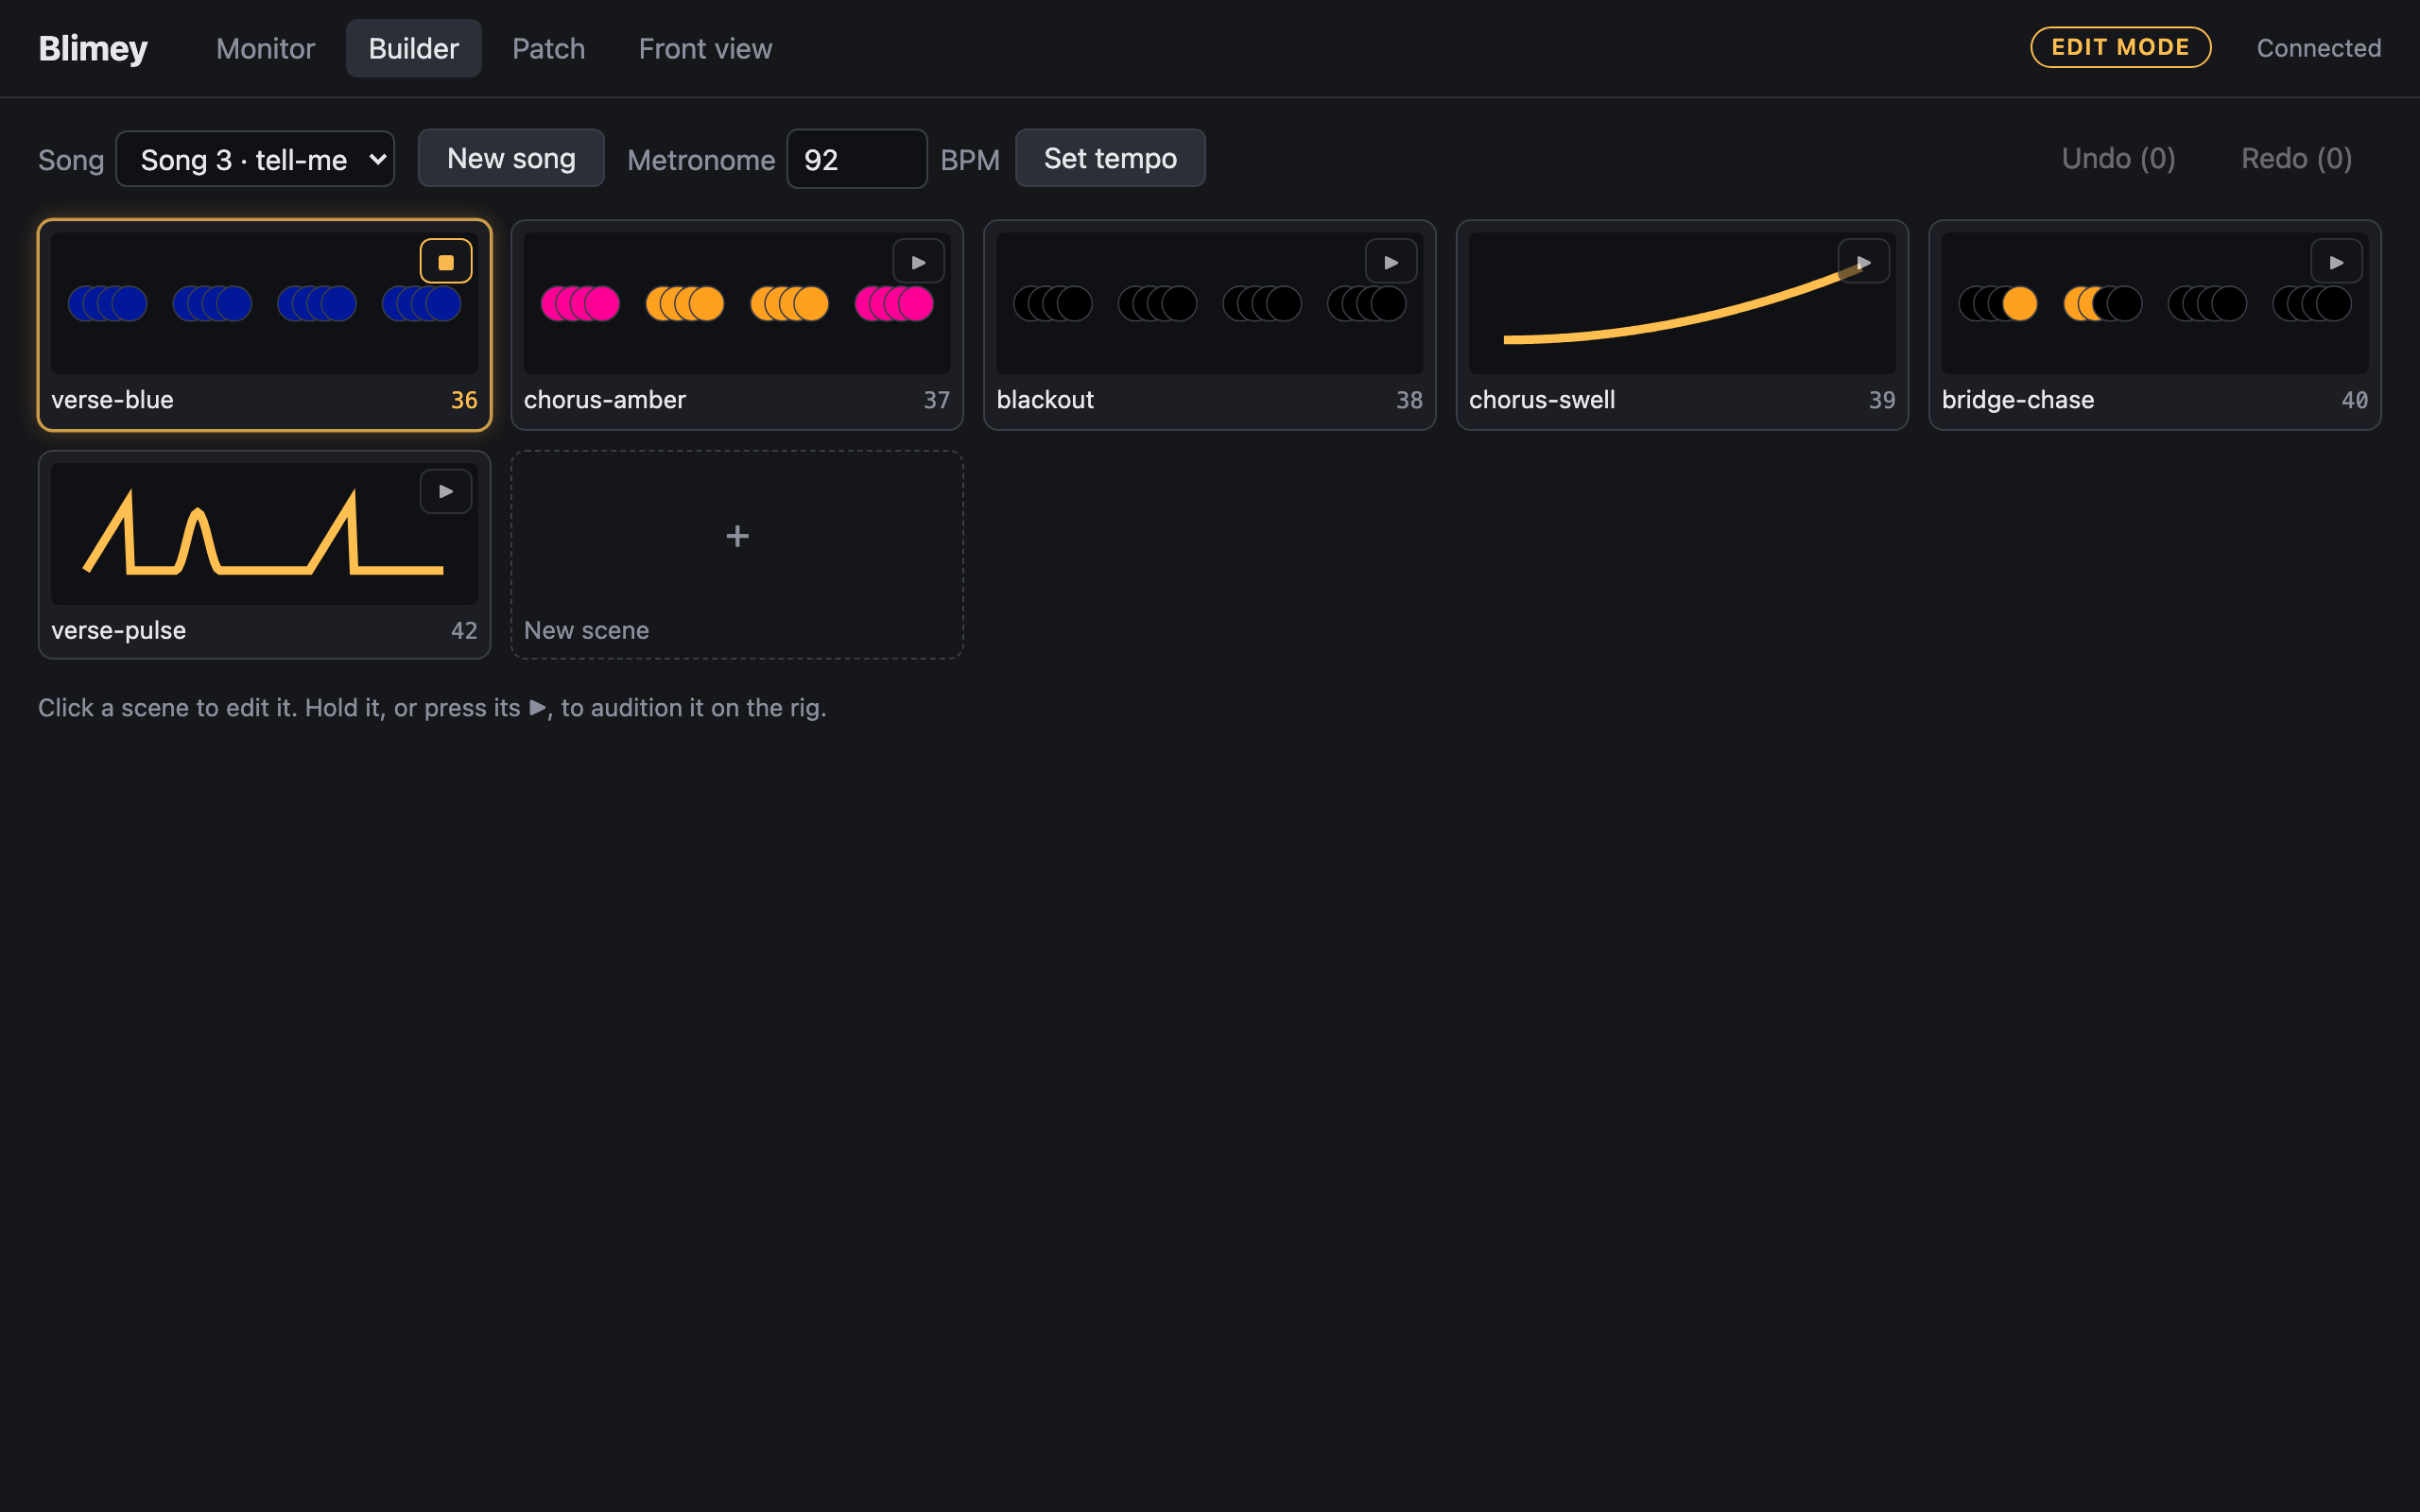 Blimey Monitor Builder Patch Front view EDIT MODE Connected
Song Song 3 · tell-me New song Metronome 92 BPM Set tempo Undo (0) Redo (0)
verse-blue 36 chorus-amber 37 blackout 38 chorus-swell 39 bridge-chase 40
verse-pulse 42 New scene
Click a scene to edit it. Hold it, or press its ▶, to audition it on the rig.